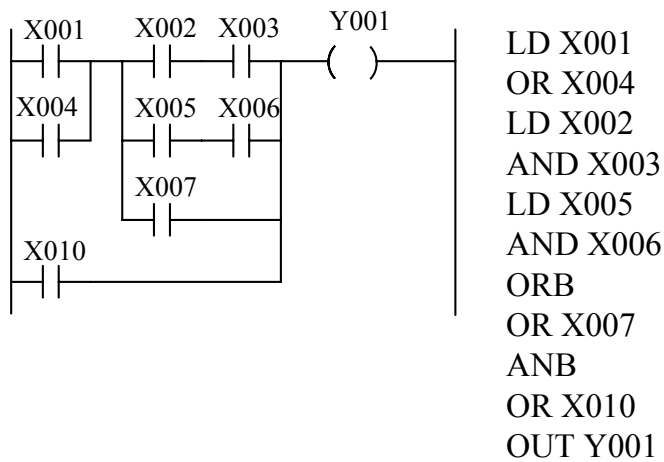 X001 X002 X003 Y001
X004 X005 X006
X007
X010
LD X001
OR X004
LD X002
AND X003
LD X005
AND X006
ORB
OR X007
ANB
OR X010
OUT Y001